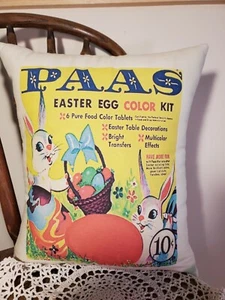 PAAS
EASTER EGG COLOR KIT
6 Pure Food Color Tablets
Easter Table Decorations
Bright Transfers
Multicolor Effects
10¢